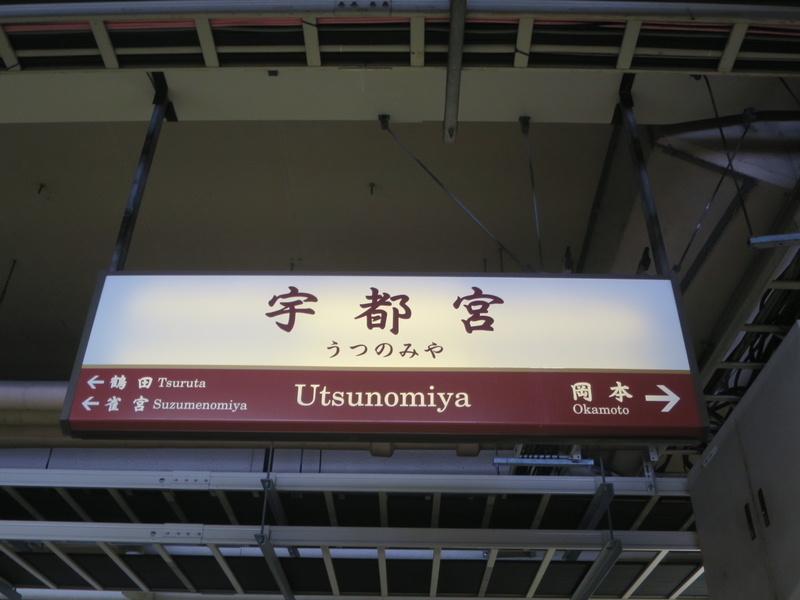 宇都宮
うつのみや
← 鶴田 Tsuruta
← 雀宮 Suzumenomiya
Utsunomiya
岡本 →
Okamoto